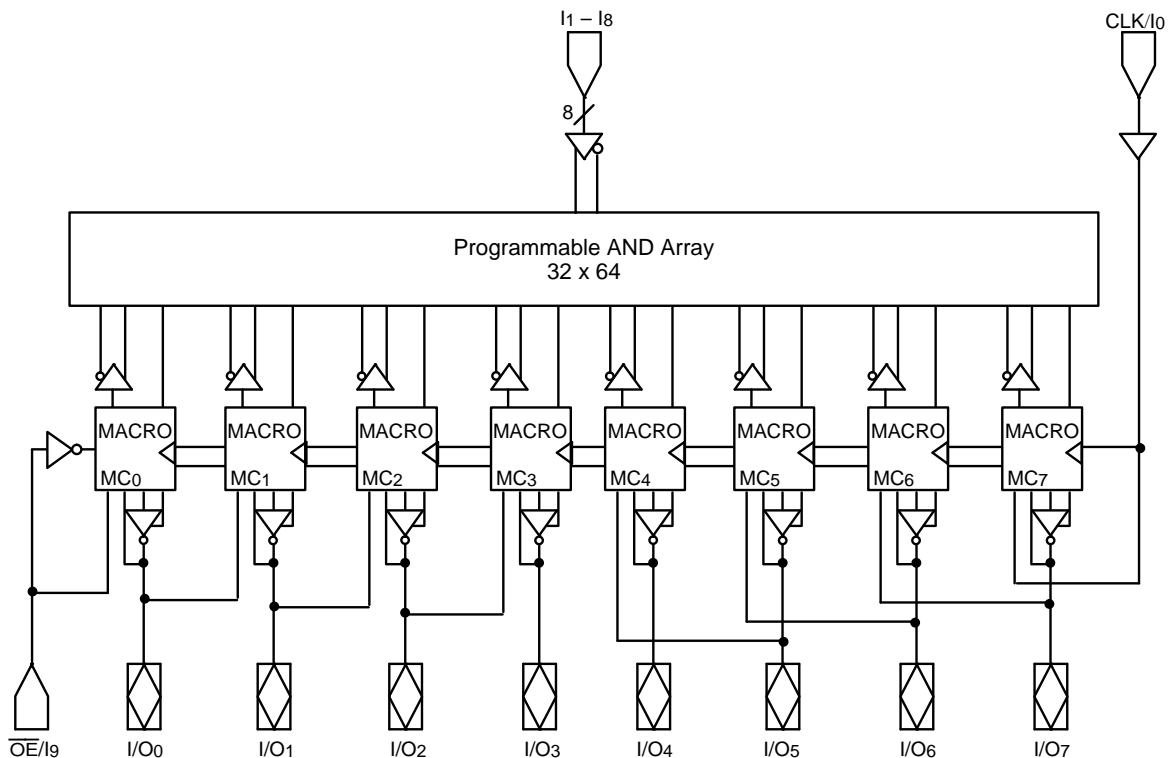 I1 – I8
CLK/I0
8
Programmable AND Array
32 x 64
MACRO MACRO MACRO MACRO MACRO MACRO MACRO MACRO
MC0 MC1 MC2 MC3 MC4 MC5 MC6 MC7
OE/I9 I/O0 I/O1 I/O2 I/O3 I/O4 I/O5 I/O6 I/O7